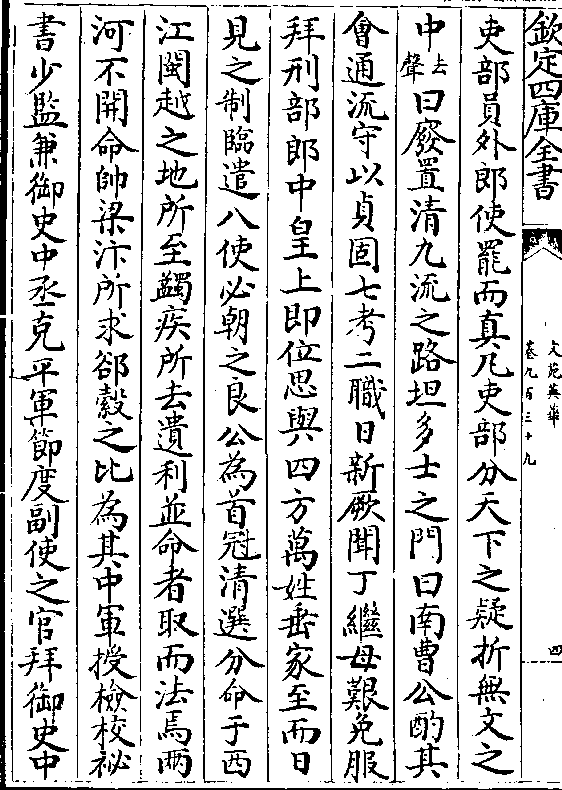 欽定四庫全書
文苑英華
卷九百三十九
四
吏部員外郎使罷而真凡吏部分天下之疑折無文之
中去聲曰廢置清九流之路坦多士之門曰南曹公酌其
會通流守以貞固七考二職日新厥聞丁繼母艱免服
拜刑部郎中皇上即位思與四方萬姓岳家至而日
見之制臨遣八使必朝之良公為首冠清選分命于西
江閩越之地所至蠲疾所去遺利並命者取而法焉兩
河不開命帥梁汴所求郤縠之比為其中軍授檢校祕
書少監兼御史中丞克平軍節度副使之官拜御史中